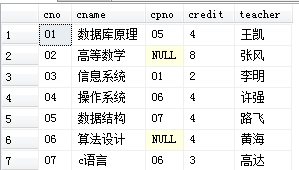 cno cname cpno credit teacher
1 01 数据库原理 05 4 王凯
2 02 高等数学 NULL 8 张风
3 03 信息系统 01 2 李明
4 04 操作系统 06 4 许强
5 05 数据结构 07 4 路飞
6 06 算法设计 NULL 4 黄海
7 07 c语言 06 3 高达